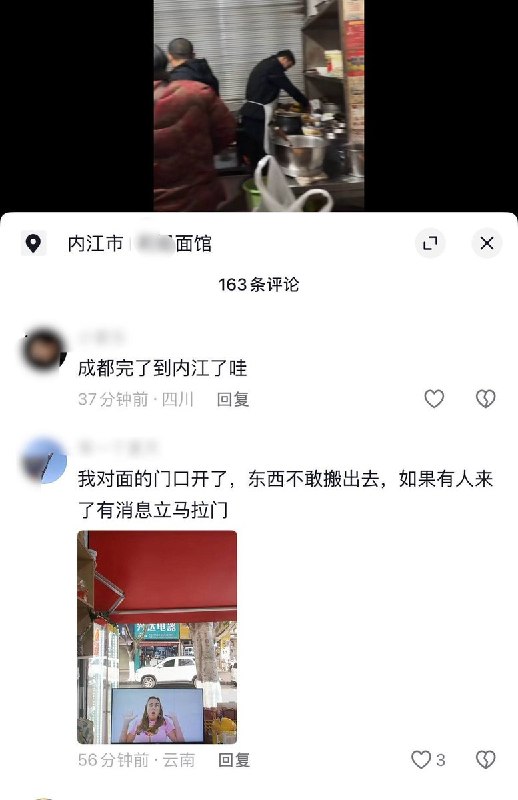 内江市 面馆
163条评论
成都完了到内江了哇
37分钟前·四川 回复
我对面的门口开了，东西不敢搬出去，如果有人来
了有消息立马拉门
56分钟前·云南 回复
3